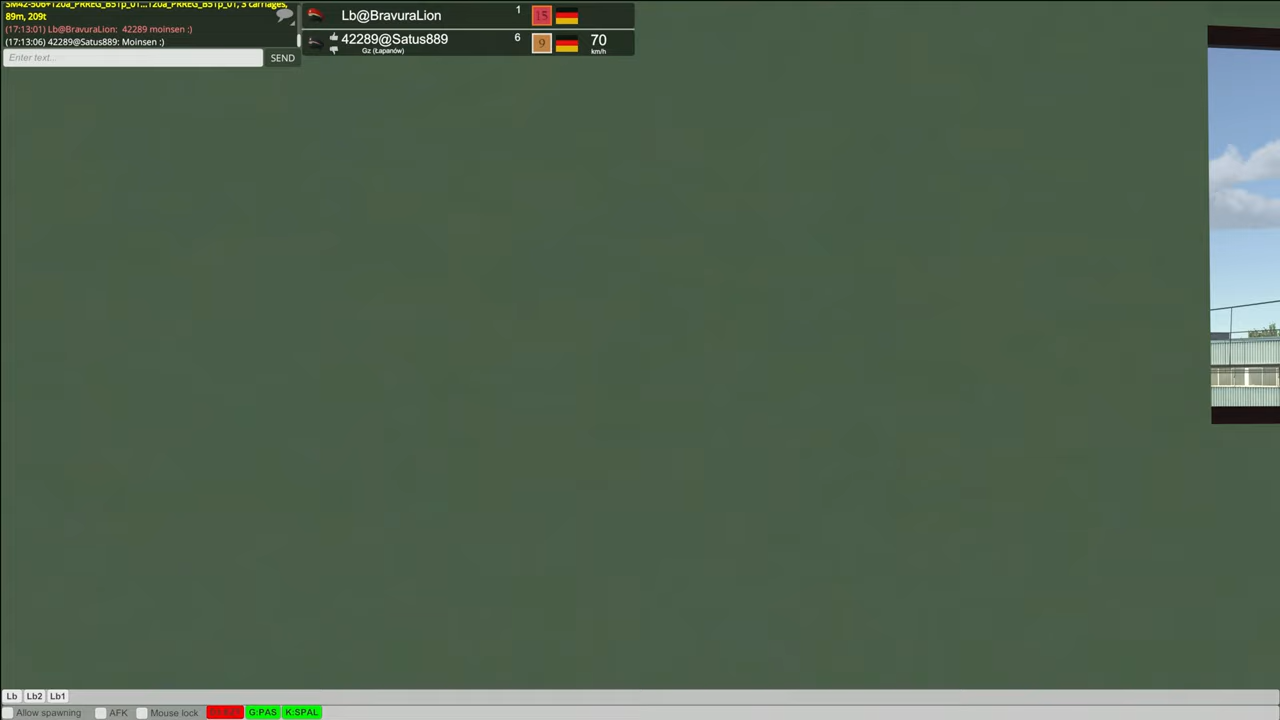 SM42-506+120a_PRREG_B51p_01...120a_PRREG_B51p_01, 3 carriages,
89m, 209t
(17:13:01) Lb@BravuraLion: 42289 moinsen :)
(17:13:06) 42289@Satus889: Moinsen :)
Enter text...
SEND
Lb@BravuraLion 1 15
42289@Satus889 6 9 70
Gz (Łapanów) km/h
Lb Lb2 Lb1
Allow spawning AFK Mouse lock G:PAS K:SPAL